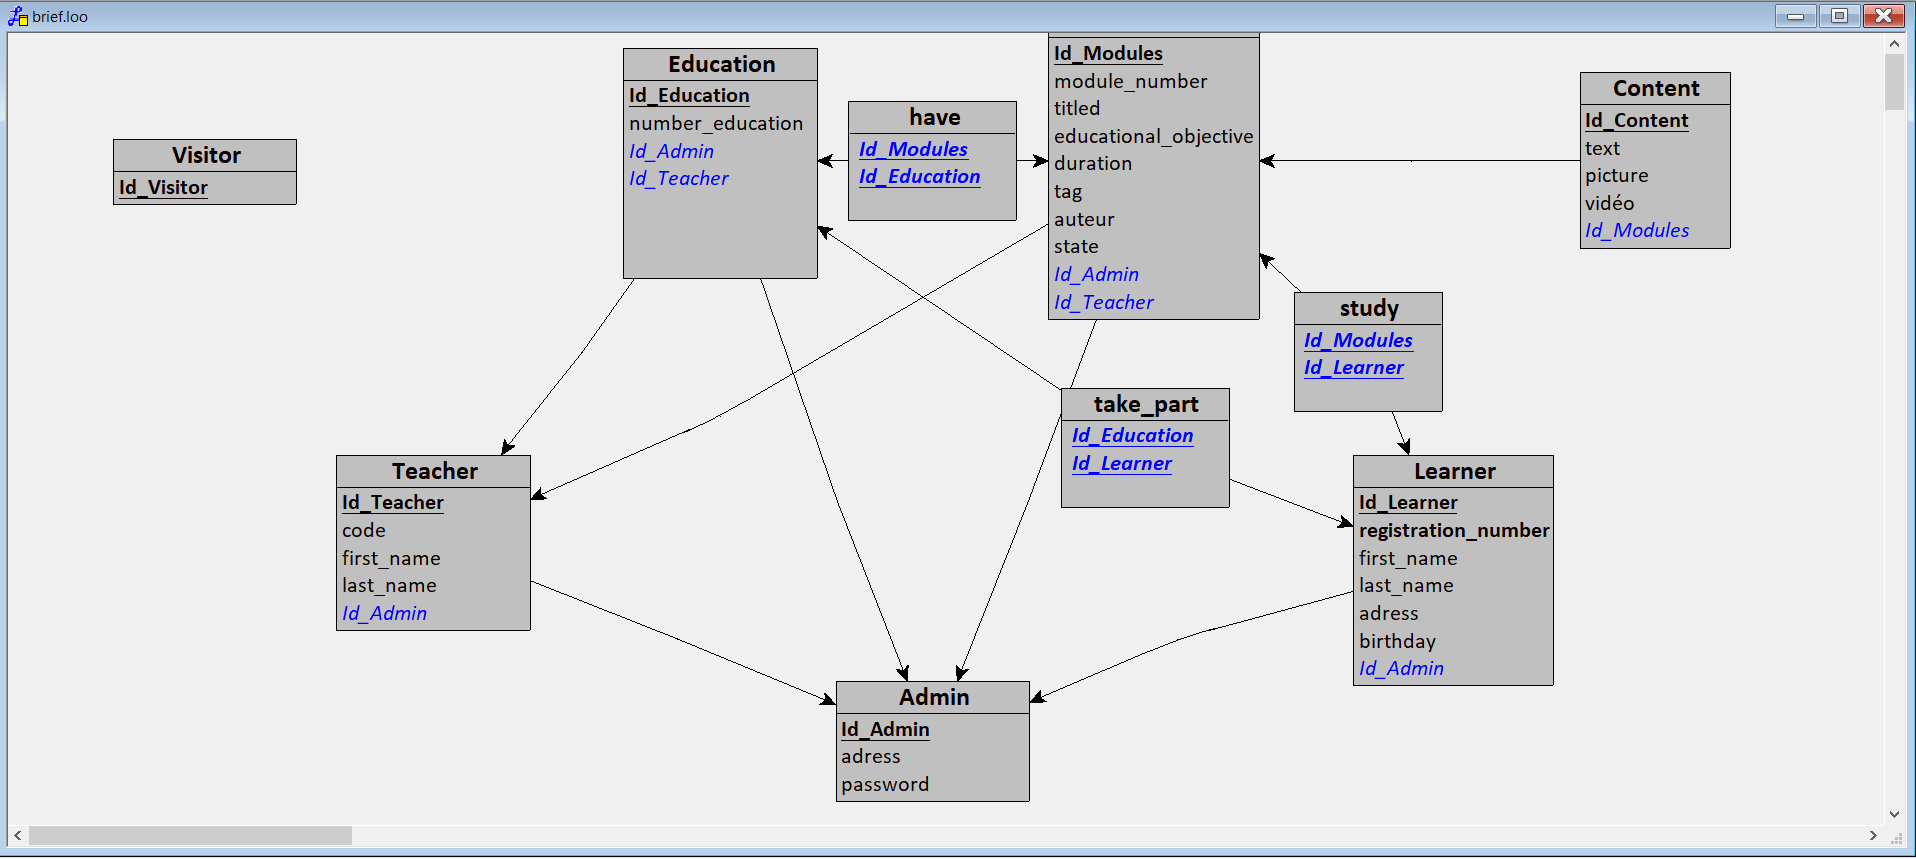 brief.loo
Visitor
Id_Visitor
Education
Id_Education
number_education
Id_Admin
Id_Teacher
have
Id_Modules
Id_Education
Id_Modules
module_number
titled
educational_objective
duration
tag
auteur
state
Id_Admin
Id_Teacher
Content
Id_Content
text
picture
vidéo
Id_Modules
study
Id_Modules
Id_Learner
take_part
Id_Education
Id_Learner
Teacher
Id_Teacher
code
first_name
last_name
Id_Admin
Learner
Id_Learner
registration_number
first_name
last_name
adress
birthday
Id_Admin
Admin
Id_Admin
adress
password